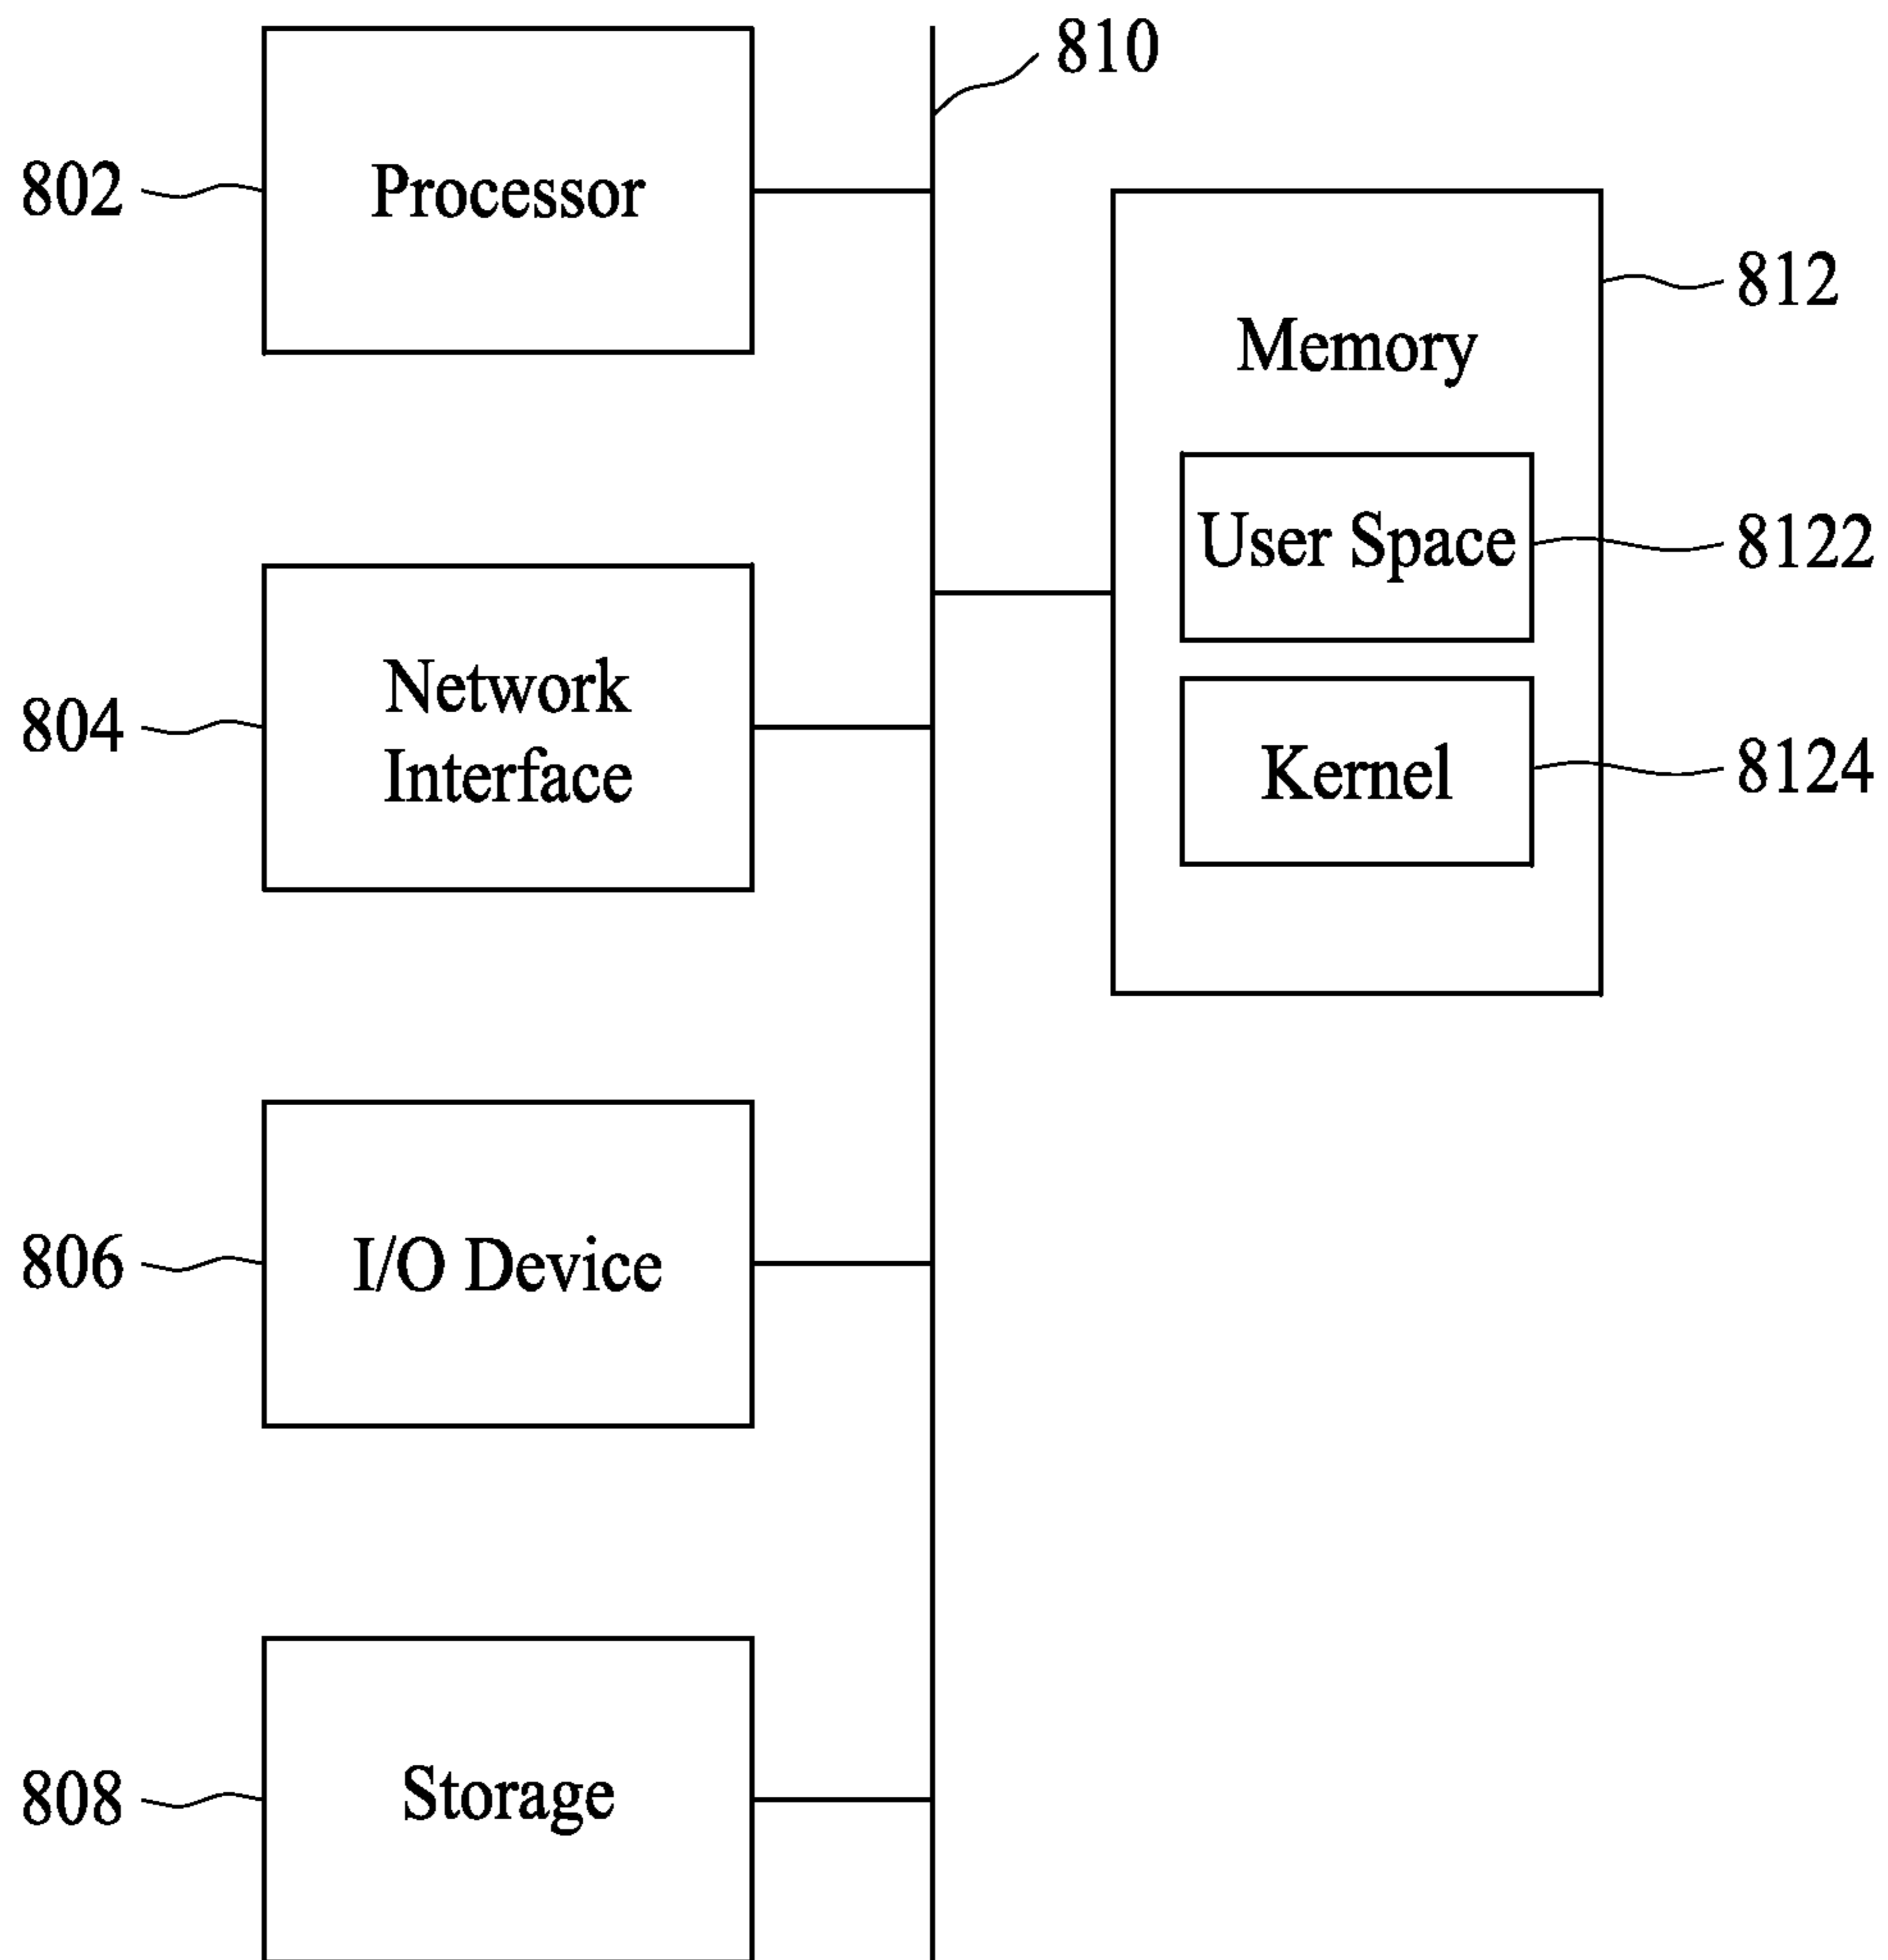 810
802
Processor
812
Memory
User Space
8122
Network
Interface
804
Kernel
8124
806
I/O Device
808
Storage